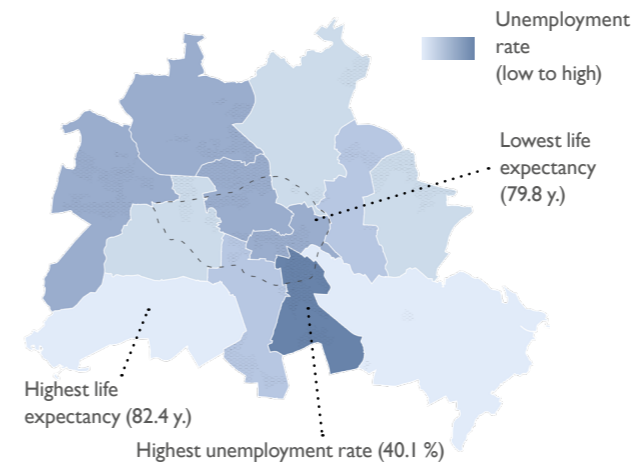 Unemployment
rate
(low to high)
Lowest life
expectancy
(79.8 y.)
Highest life
expectancy (82.4 y.)
Highest unemployment rate (40.1 %)